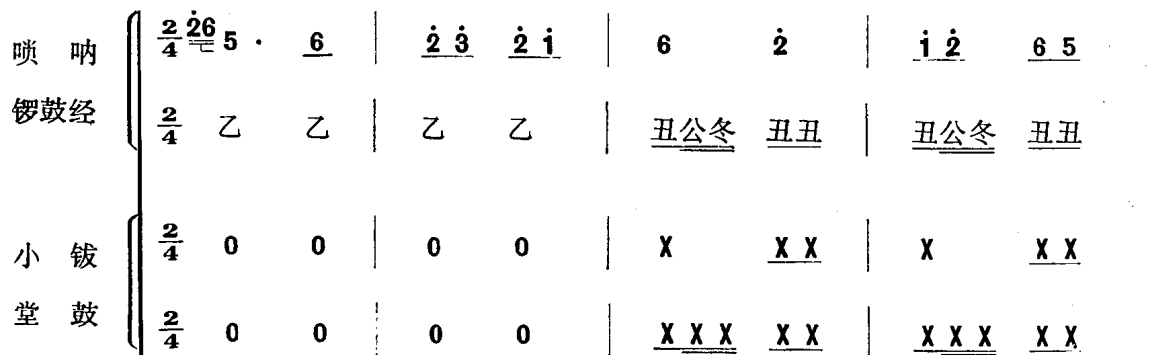 唢 呐 2/4 2̇6 5 · 6 | 2̇ 3̇ 2̇ 1̇ | 6 2̇ | 1̇ 2̇ 6 5
锣鼓经 2/4 乙 乙 | 乙 乙 | 丑公冬 丑丑 | 丑公冬 丑丑
小 钹 2/4 0 0 | 0 0 | X X X | X X X
堂 鼓 2/4 0 0 | 0 0 | X X X X X | X X X X X